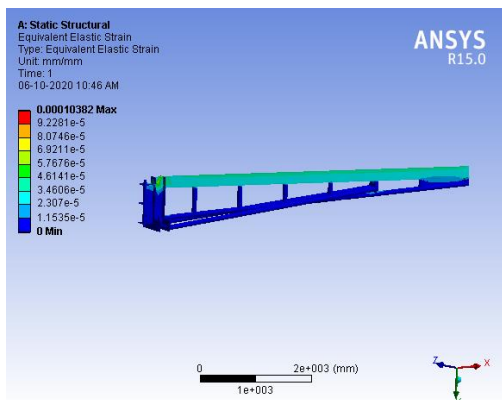 A: Static Structural
Equivalent Elastic Strain
Type: Equivalent Elastic Strain
Unit: mm/mm
Time: 1
06-10-2020 10:46 AM
ANSYS
R15.0
0.00010382 Max
9.2281e-5
8.0746e-5
6.9211e-5
5.7676e-5
4.6141e-5
3.4606e-5
2.307e-5
1.1535e-5
0 Min
0
2e+003 (mm)
1e+003
Z
X